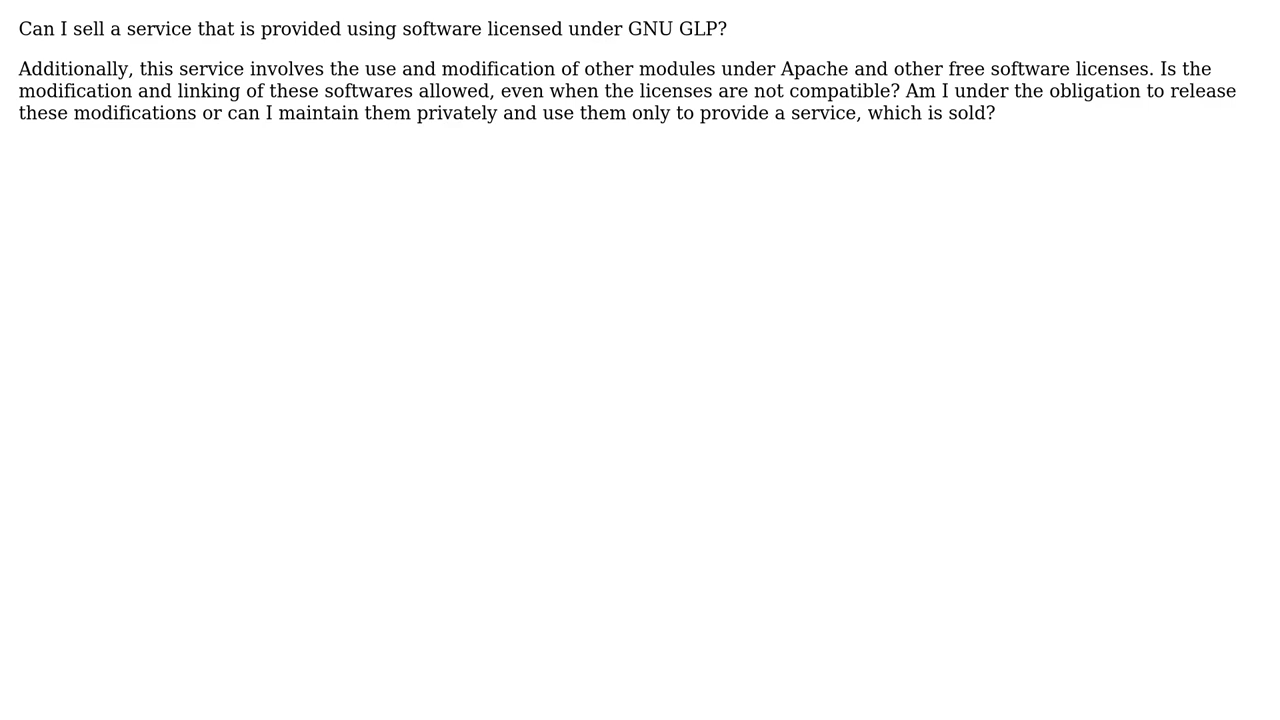 Can I sell a service that is provided using software licensed under GNU GLP?
Additionally, this service involves the use and modification of other modules under Apache and other free software licenses. Is the
modification and linking of these softwares allowed, even when the licenses are not compatible? Am I under the obligation to release
these modifications or can I maintain them privately and use them only to provide a service, which is sold?